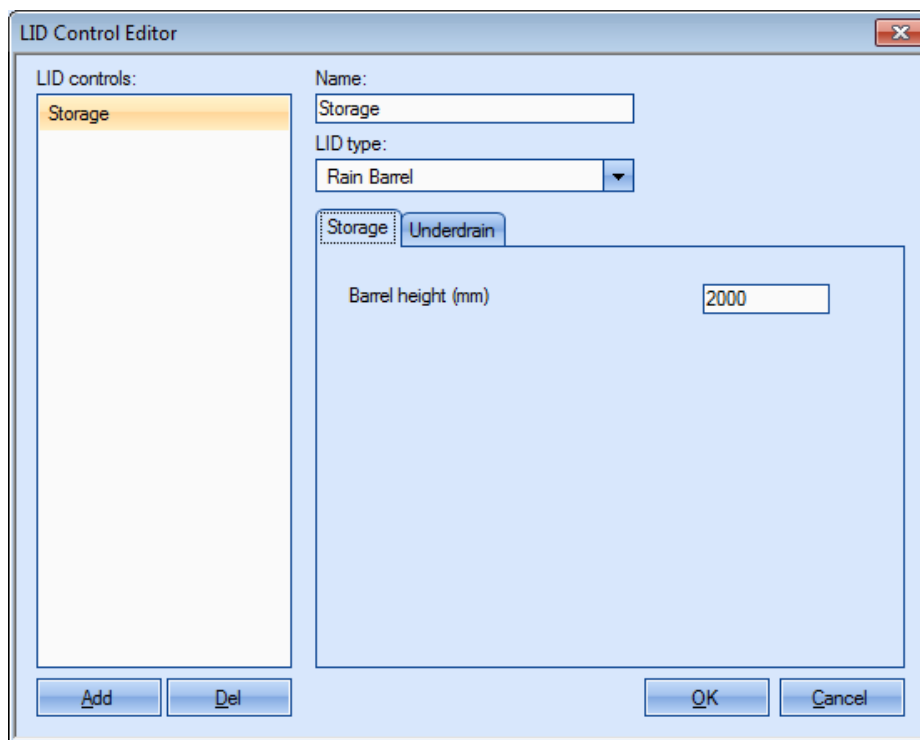 LID Control Editor
LID controls:
Storage
Name:
Storage
LID type:
Rain Barrel
Storage Underdrain
Barrel height (mm) 2000
Add Del OK Cancel